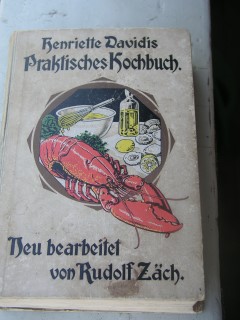 Henriette Davidis
Praktisches Kochbuch.
Neu bearbeitet
von Rudolf Zäch.